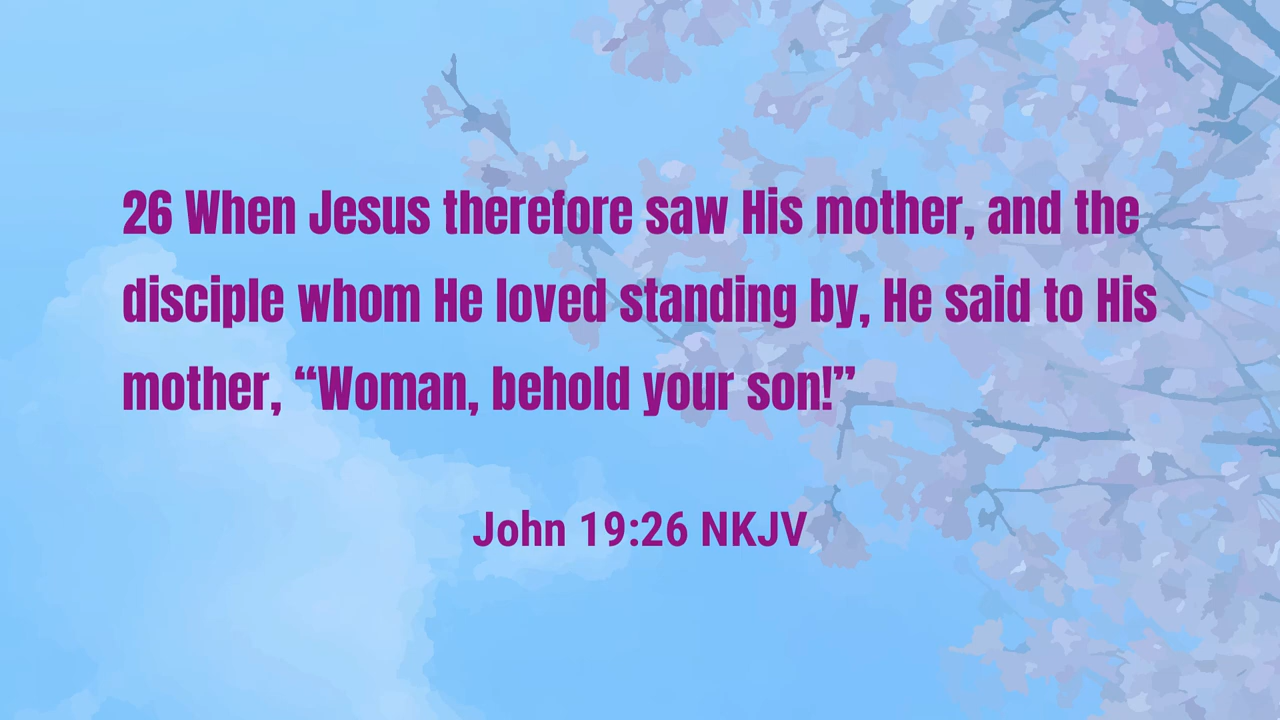 26 When Jesus therefore saw His mother, and the
disciple whom He loved standing by, He said to His
mother, “Woman, behold your son!”
John 19:26 NKJV